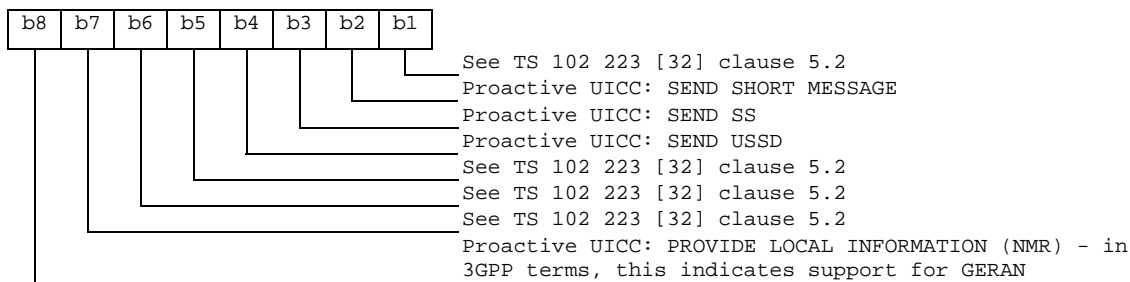 b8 b7 b6 b5 b4 b3 b2 b1
See TS 102 223 [32] clause 5.2
Proactive UICC: SEND SHORT MESSAGE
Proactive UICC: SEND SS
Proactive UICC: SEND USSD
See TS 102 223 [32] clause 5.2
See TS 102 223 [32] clause 5.2
See TS 102 223 [32] clause 5.2
Proactive UICC: PROVIDE LOCAL INFORMATION (NMR) - in
3GPP terms, this indicates support for GERAN